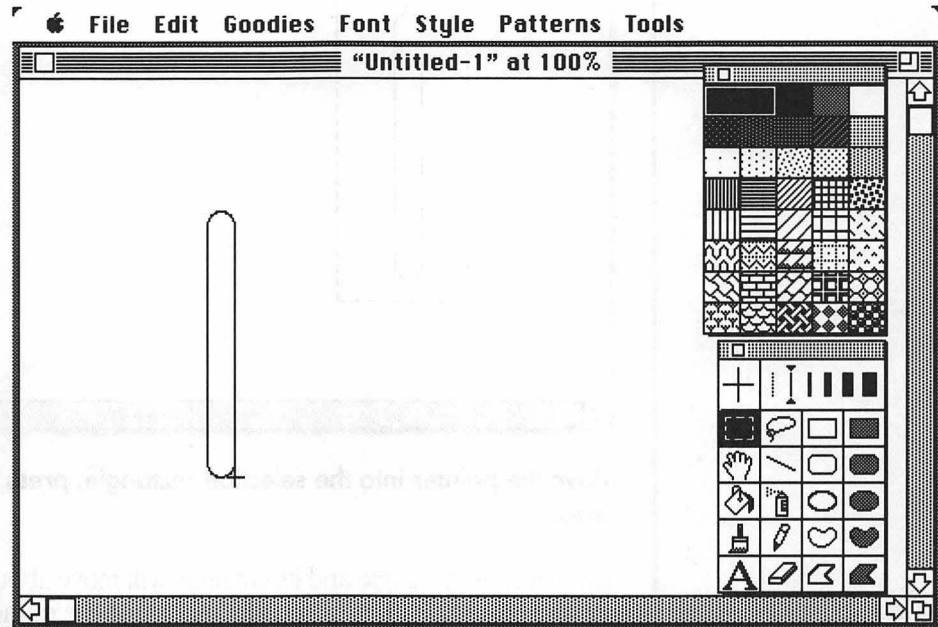 File Edit Goodies Font Style Patterns Tools
“Untitled-1” at 100%
A